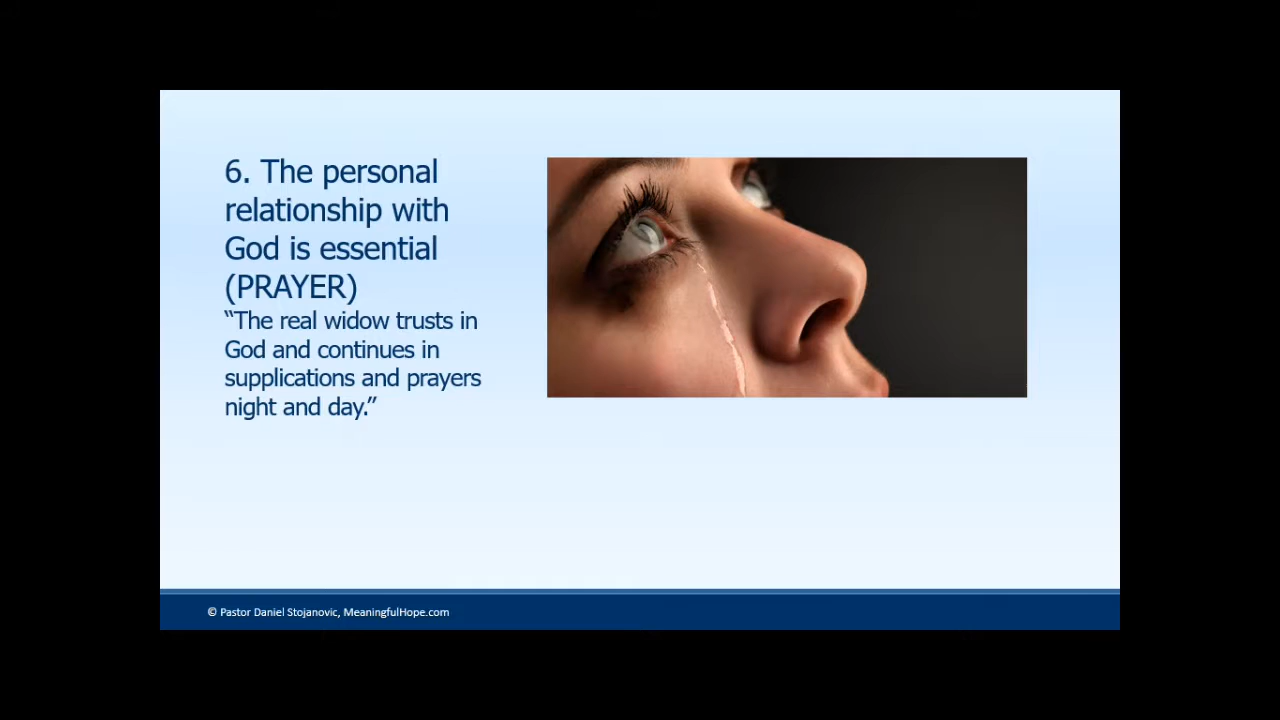 6. The personal
relationship with
God is essential
(PRAYER)
“The real widow trusts in
God and continues in
supplications and prayers
night and day.”
© Pastor Daniel Stojanovic, MeaningfulHope.com